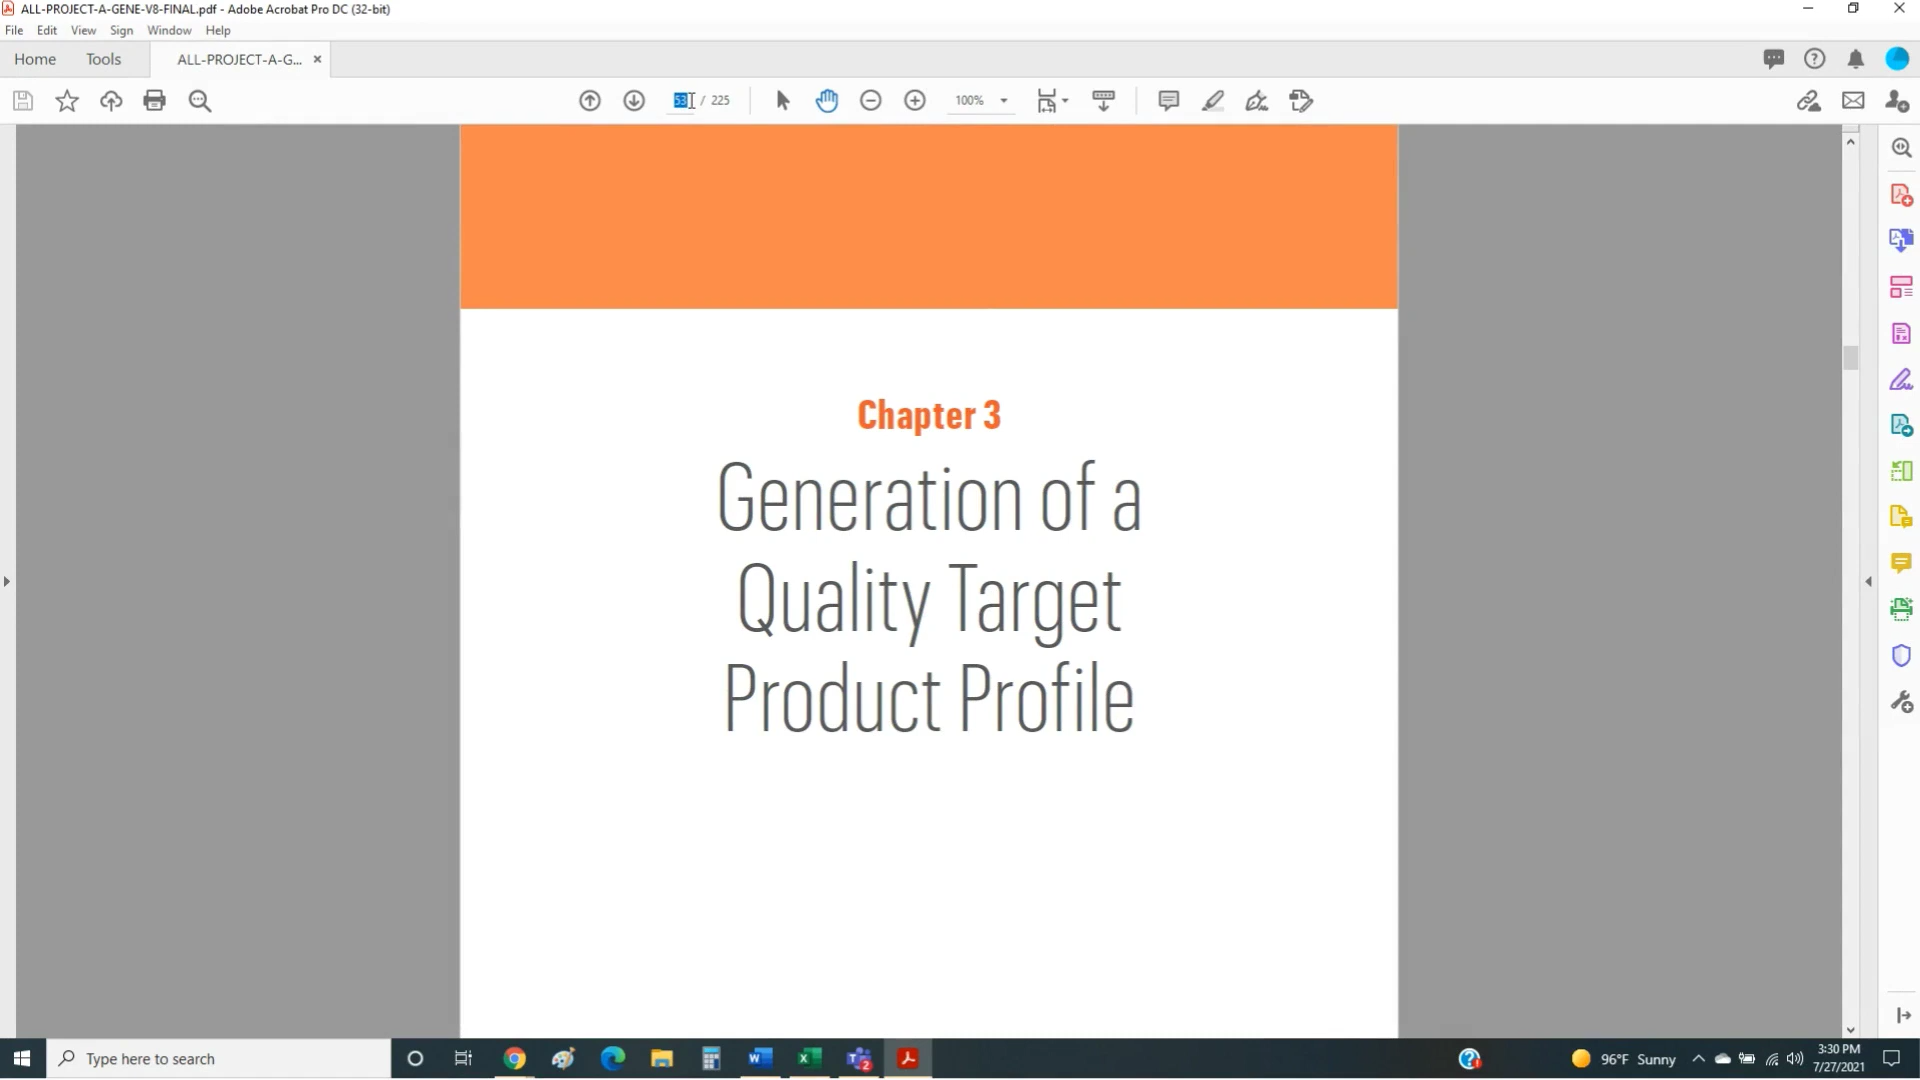 ALL-PROJECT-A-GENE-V8-FINAL.pdf - Adobe Acrobat Pro DC (32-bit)
File Edit View Sign Window Help
Home Tools ALL-PROJECT-A-G...
53 / 225 100%
Chapter 3
Generation of a
Quality Target
Product Profile
Type here to search
96°F Sunny
3:30 PM
7/27/2021